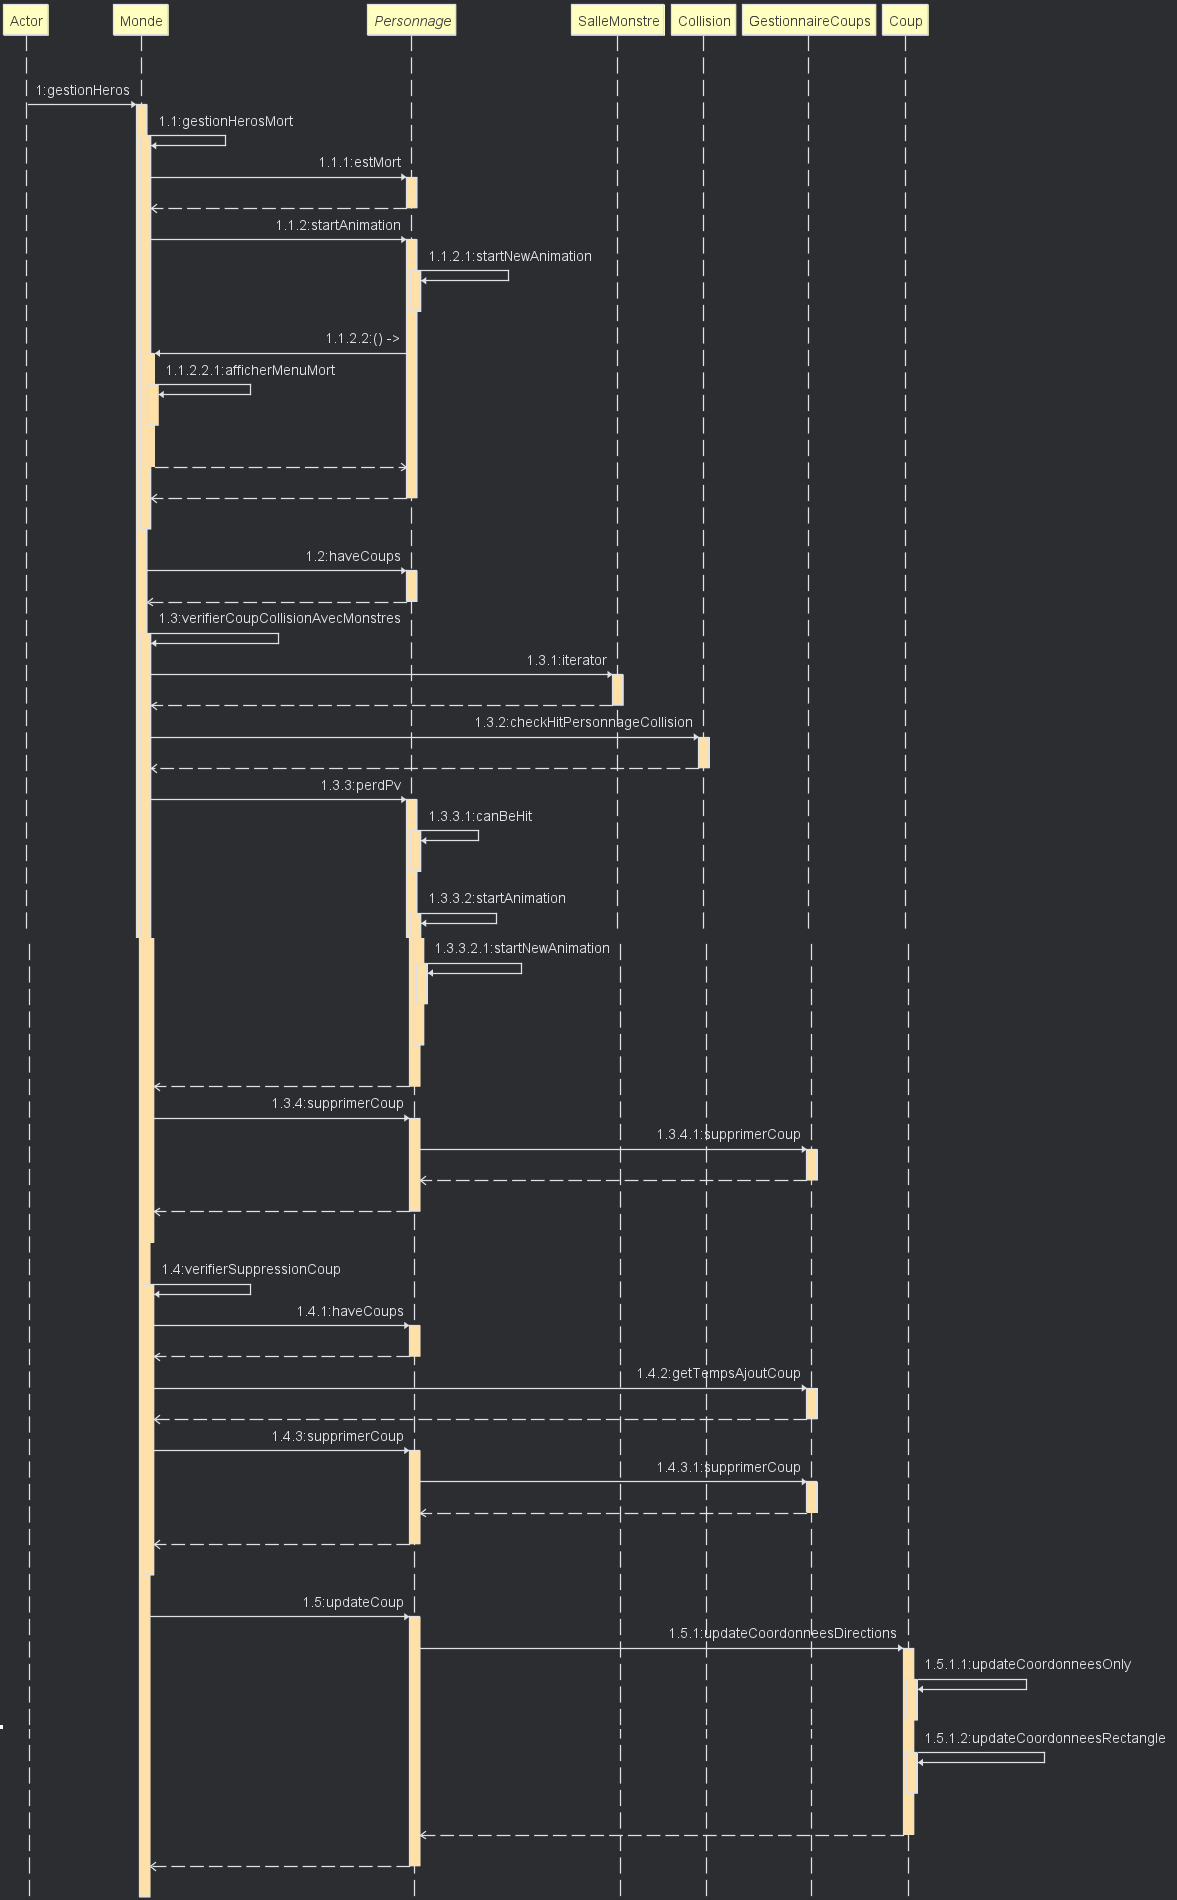 Actor
Monde
Personnage
SalleMonstre
Collision
GestionnaireCoups
Coup
1:gestionHeros
1.1:gestionHerosMort
1.1.1:estMort
1.1.2:startAnimation
1.1.2.1:startNewAnimation
1.1.2.2:() ->
1.1.2.2.1:afficherMenuMort
1.2:haveCoups
1.3:verifierCoupCollisionAvecMonstres
1.3.1:iterator
1.3.2:checkHitPersonnageCollision
1.3.3:perdPv
1.3.3.1:canBeHit
1.3.3.2:startAnimation
1.3.3.2.1:startNewAnimation
1.3.4:supprimerCoup
1.3.4.1:supprimerCoup
1.4:verifierSuppressionCoup
1.4.1:haveCoups
1.4.2:getTempsAjoutCoup
1.4.3:supprimerCoup
1.4.3.1:supprimerCoup
1.5:updateCoup
1.5.1:updateCoordonneesDirections
1.5.1.1:updateCoordonneesOnly
1.5.1.2:updateCoordonneesRectangle